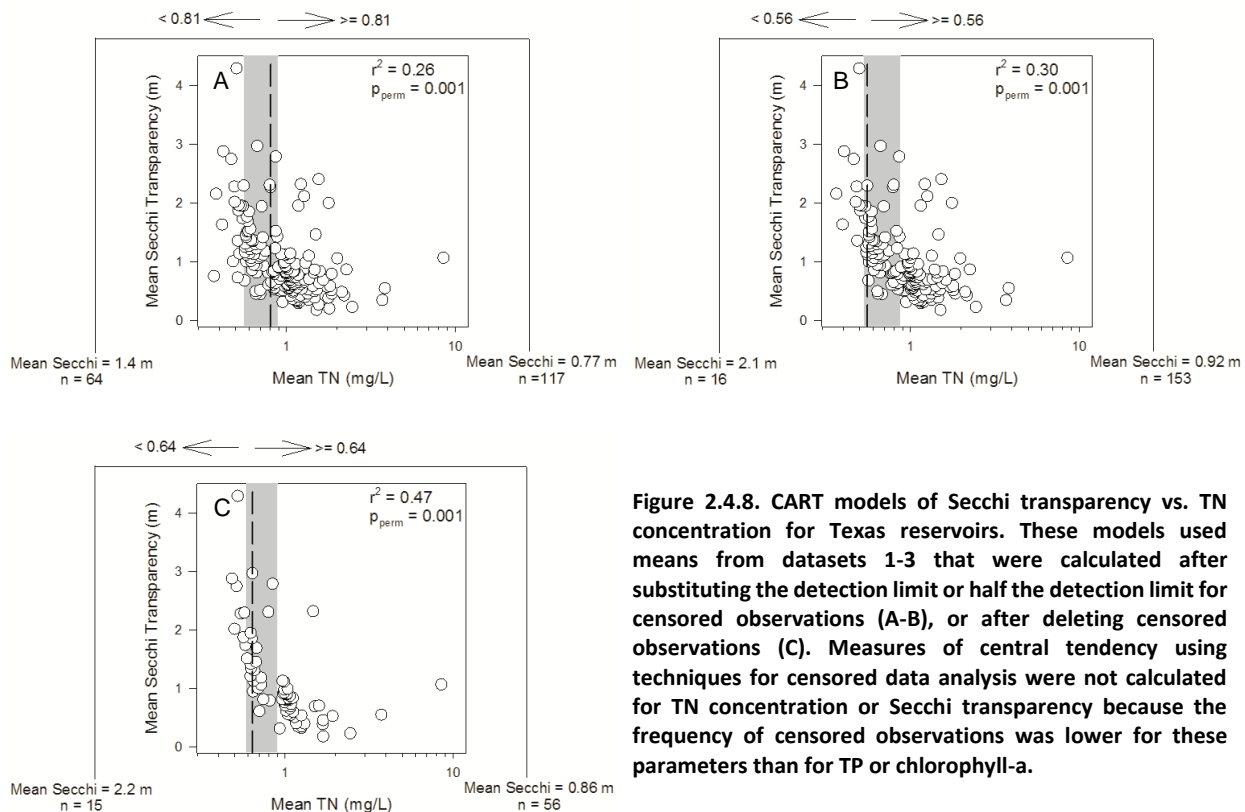 < 0.81 >= 0.81
A
r² = 0.26
p_perm = 0.001
Mean Secchi Transparency (m)
4
3
2
1
0
1 10
Mean Secchi = 1.4 m
n = 64
Mean TN (mg/L)
Mean Secchi = 0.77 m
n =117
< 0.56 >= 0.56
B
r² = 0.30
p_perm = 0.001
Mean Secchi Transparency (m)
4
3
2
1
0
1 10
Mean Secchi = 2.1 m
n = 16
Mean TN (mg/L)
Mean Secchi = 0.92 m
n = 153
< 0.64 >= 0.64
C
r² = 0.47
p_perm = 0.001
Mean Secchi Transparency (m)
4
3
2
1
0
1 10
Mean Secchi = 2.2 m
n = 15
Mean TN (mg/L)
Mean Secchi = 0.86 m
n = 56
Figure 2.4.8. CART models of Secchi transparency vs. TN
concentration for Texas reservoirs. These models used
means from datasets 1-3 that were calculated after
substituting the detection limit or half the detection limit for
censored observations (A-B), or after deleting censored
observations (C). Measures of central tendency using
techniques for censored data analysis were not calculated
for TN concentration or Secchi transparency because the
frequency of censored observations was lower for these
parameters than for TP or chlorophyll-a.